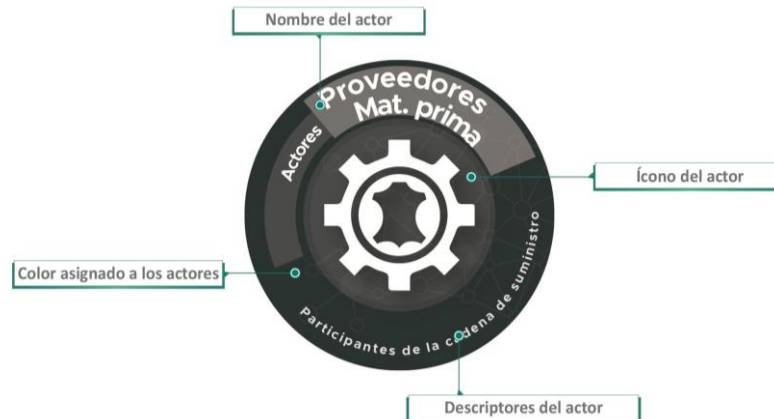 Nombre del actor
Proveedores
Mat. prima
Actores
Ícono del actor
Color asignado a los actores
Participantes de la cadena de suministro
Descriptores del actor